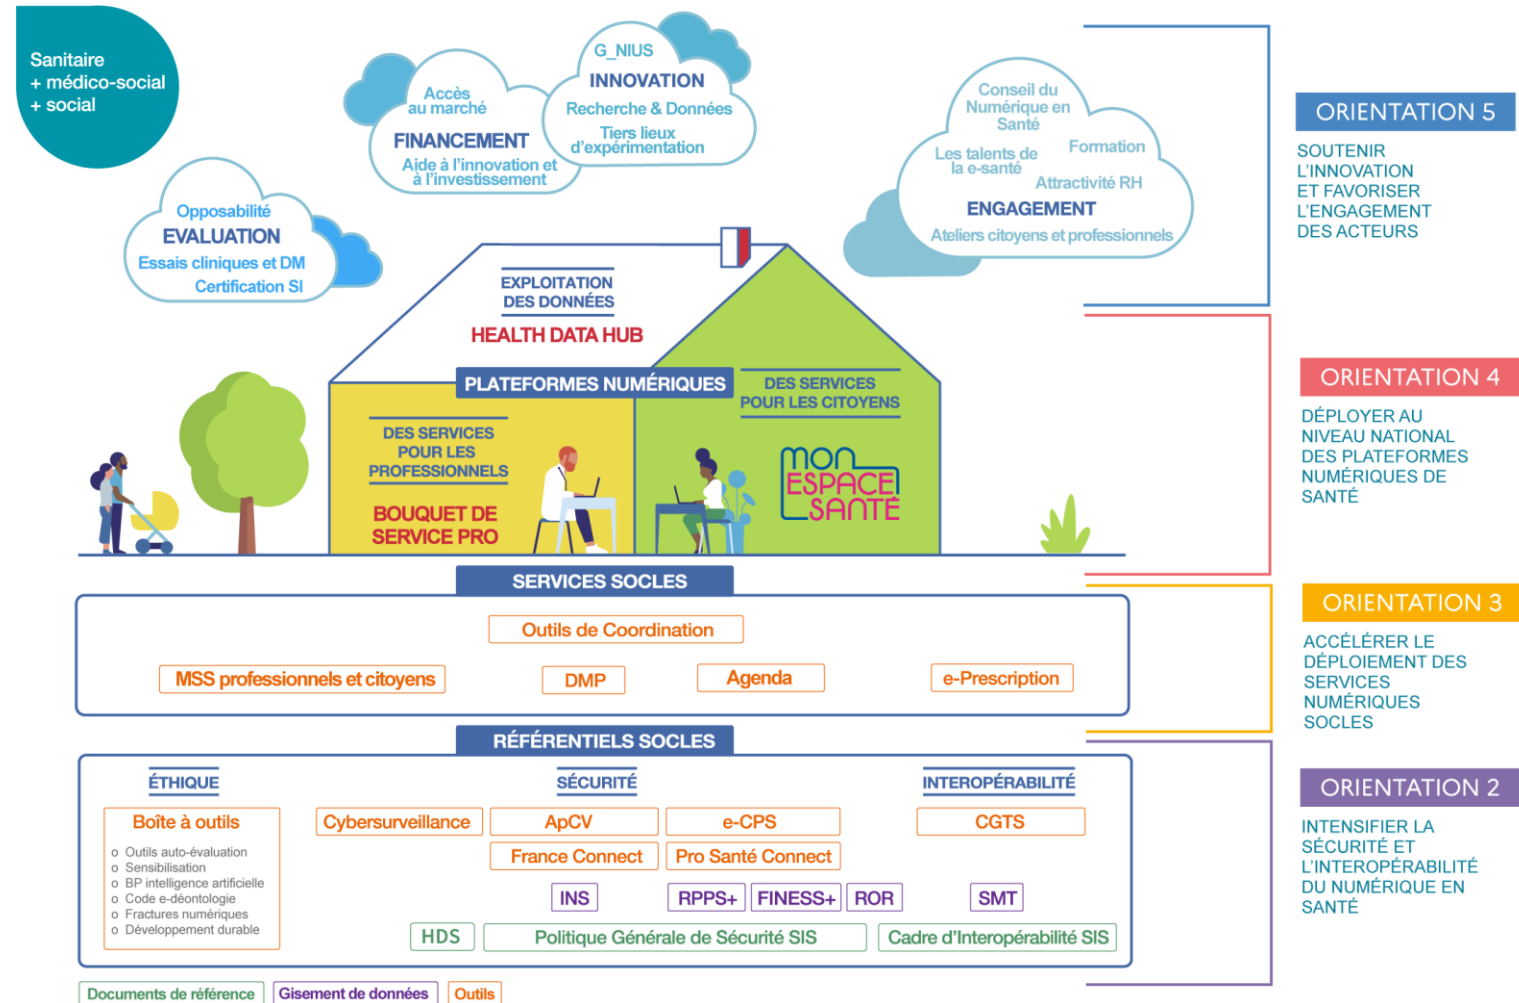 Sanitaire
+ médico-social
+ social
G_NIUS
INNOVATION
Recherche & Données
Tiers lieux
d'expérimentation
Accès
au marché
FINANCEMENT
Aide à l'innovation et
à l'investissement
Conseil du
Numérique en
Santé
Formation
Les talents de
la e-santé
Attractivité RH
ENGAGEMENT
Ateliers citoyens et professionnels
Opposabilité
EVALUATION
Essais cliniques et DM
Certification SI
ORIENTATION 5
SOUTENIR
L'INNOVATION
ET FAVORISER
L'ENGAGEMENT
DES ACTEURS
EXPLOITATION
DES DONNÉES
HEALTH DATA HUB
PLATEFORMES NUMÉRIQUES
DES SERVICES
POUR LES
PROFESSIONNELS
BOUQUET DE
SERVICE PRO
DES SERVICES
POUR LES CITOYENS
mon
ESPACE
SANTÉ
ORIENTATION 4
DÉPLOYER AU
NIVEAU NATIONAL
DES PLATEFORMES
NUMÉRIQUES DE
SANTÉ
SERVICES SOCLES
Outils de Coordination
MSS professionnels et citoyens
DMP
Agenda
e-Prescription
ORIENTATION 3
ACCÉLÉRER LE
DÉPLOIEMENT DES
SERVICES
NUMÉRIQUES
SOCLES
RÉFÉRENTIELS SOCLES
ÉTHIQUE
Boîte à outils
o Outils auto-évaluation
o Sensibilisation
o BP intelligence artificielle
o Code e-déontologie
o Fractures numériques
o Développement durable
SÉCURITÉ
Cybersurveillance
ApCV
e-CPS
France Connect
Pro Santé Connect
INS
RPPS+
FINESS+
ROR
HDS
Politique Générale de Sécurité SIS
INTEROPÉRABILITÉ
CGTS
SMT
Cadre d'Interopérabilité SIS
ORIENTATION 2
INTENSIFIER LA
SÉCURITÉ ET
L'INTEROPÉRABILITÉ
DU NUMÉRIQUE EN
SANTÉ
Documents de référence
Gisement de données
Outils